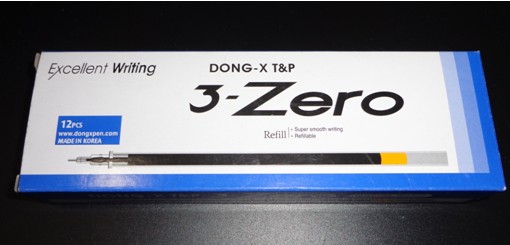 Excellent Writing
DONG-X T&P
3-Zero
Refill
• Super smooth writing
• Refillable
12PCS
www.dongxpen.com
MADE IN KOREA